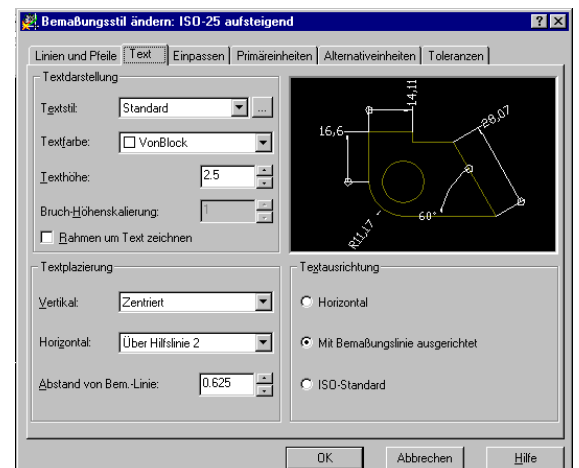 Bemaßungsstil ändern: ISO-25 aufsteigend
Linien und Pfeile Text Einpassen Primäreinheiten Alternativeinheiten Toleranzen
Textdarstellung
Textstil: Standard ...
Textfarbe: VonBlock
Texthöhe: 2.5
Bruch-Höhenskalierung: 1
Rahmen um Text zeichnen
14,11
16,6
28,07
60°
R11,17
Textplazierung
Vertikal: Zentriert
Horizontal: Über Hilfslinie 2
Abstand von Bem.-Linie: 0.625
Textausrichtung
Horizontal
Mit Bemaßungslinie ausgerichtet
ISO-Standard
OK Abbrechen Hilfe